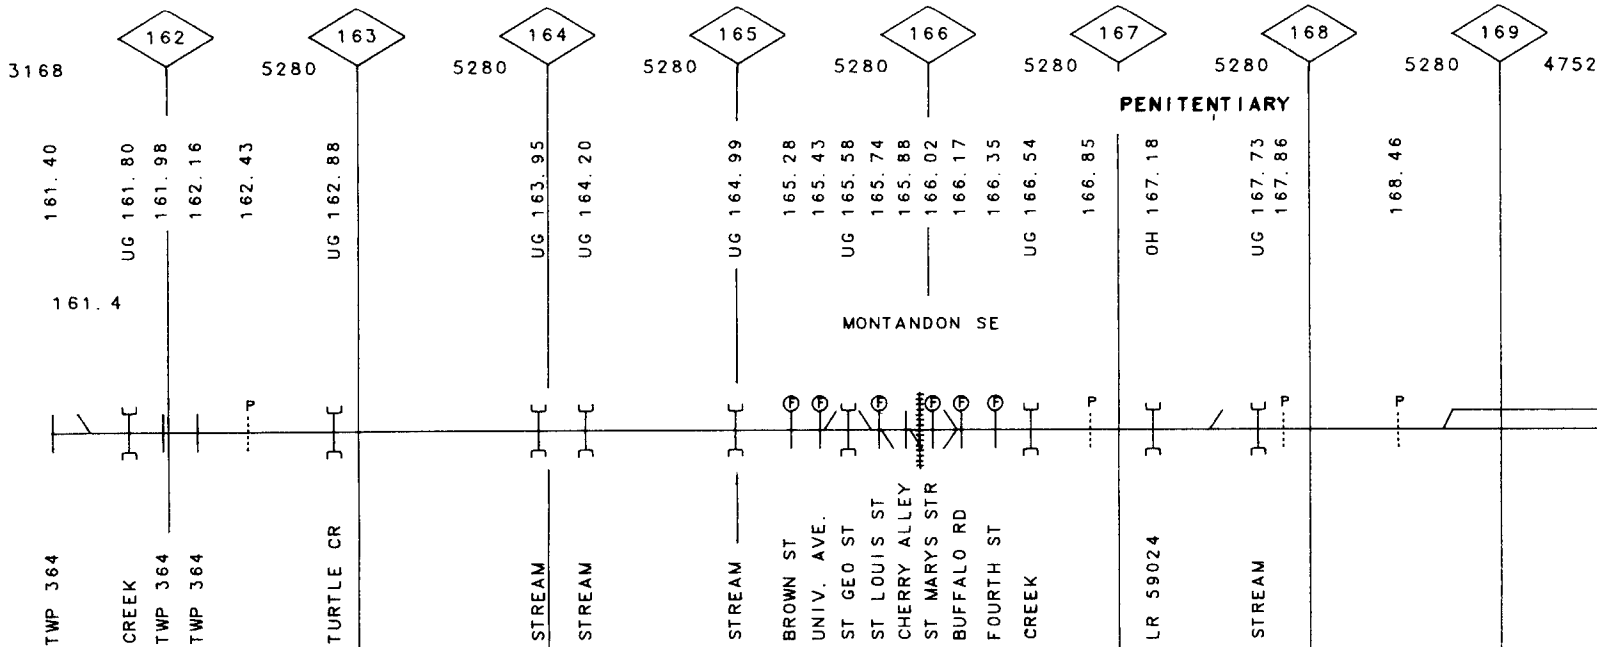 162
163
164
165
166
167
168
169
3168
5280
5280
5280
5280
5280
5280
5280
4752
PENITENTIARY
161.40
UG 161.80
161.98
162.16
162.43
UG 162.88
UG 163.95
UG 164.20
UG 164.99
165.28
165.43
UG 165.58
165.74
165.88
166.02
166.17
166.35
UG 166.54
166.85
OH 167.18
UG 167.73
167.86
168.46
161.4
MONTANDON SE
P
F
F
F
F
F
F
P
P
P
TWP 364
CREEK
TWP 364
TWP 364
TURTLE CR
STREAM
STREAM
STREAM
BROWN ST
UNIV. AVE.
ST GEO ST
ST LOUIS ST
CHERRY ALLEY
ST MARYS STR
BUFFALO RD
FOURTH ST
CREEK
LR 59024
STREAM